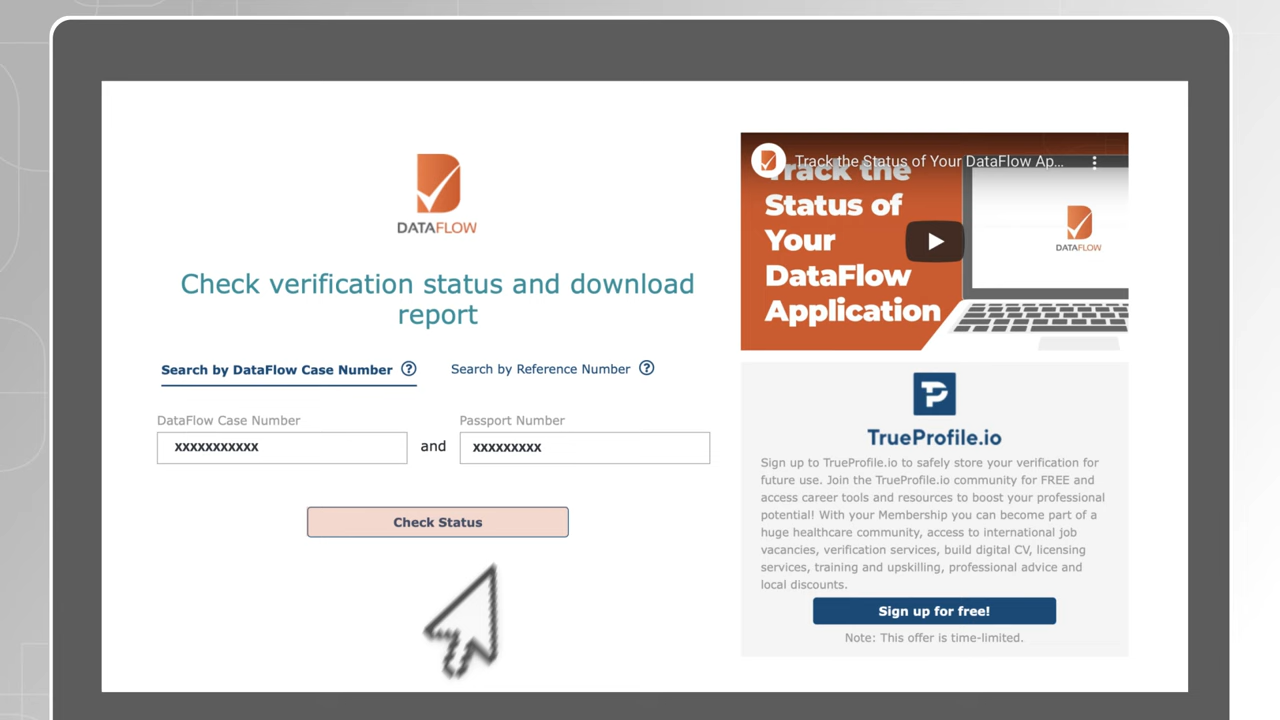 DATAFLOW
Check verification status and download
report
Search by DataFlow Case Number ?
Search by Reference Number ?
DataFlow Case Number
Passport Number
xxxxxxxxxxx
and
xxxxxxxxx
Check Status
Track the Status of Your DataFlow Ap...
Track the
Status of
Your
DataFlow
Application
DATAFLOW
TrueProfile.io
Sign up to TrueProfile.io to safely store your verification for
future use. Join the TrueProfile.io community for FREE and
access career tools and resources to boost your professional
potential! With your Membership you can become part of a
huge healthcare community, access to international job
vacancies, verification services, build digital CV, licensing
services, training and upskilling, professional advice and
local discounts.
Sign up for free!
Note: This offer is time-limited.